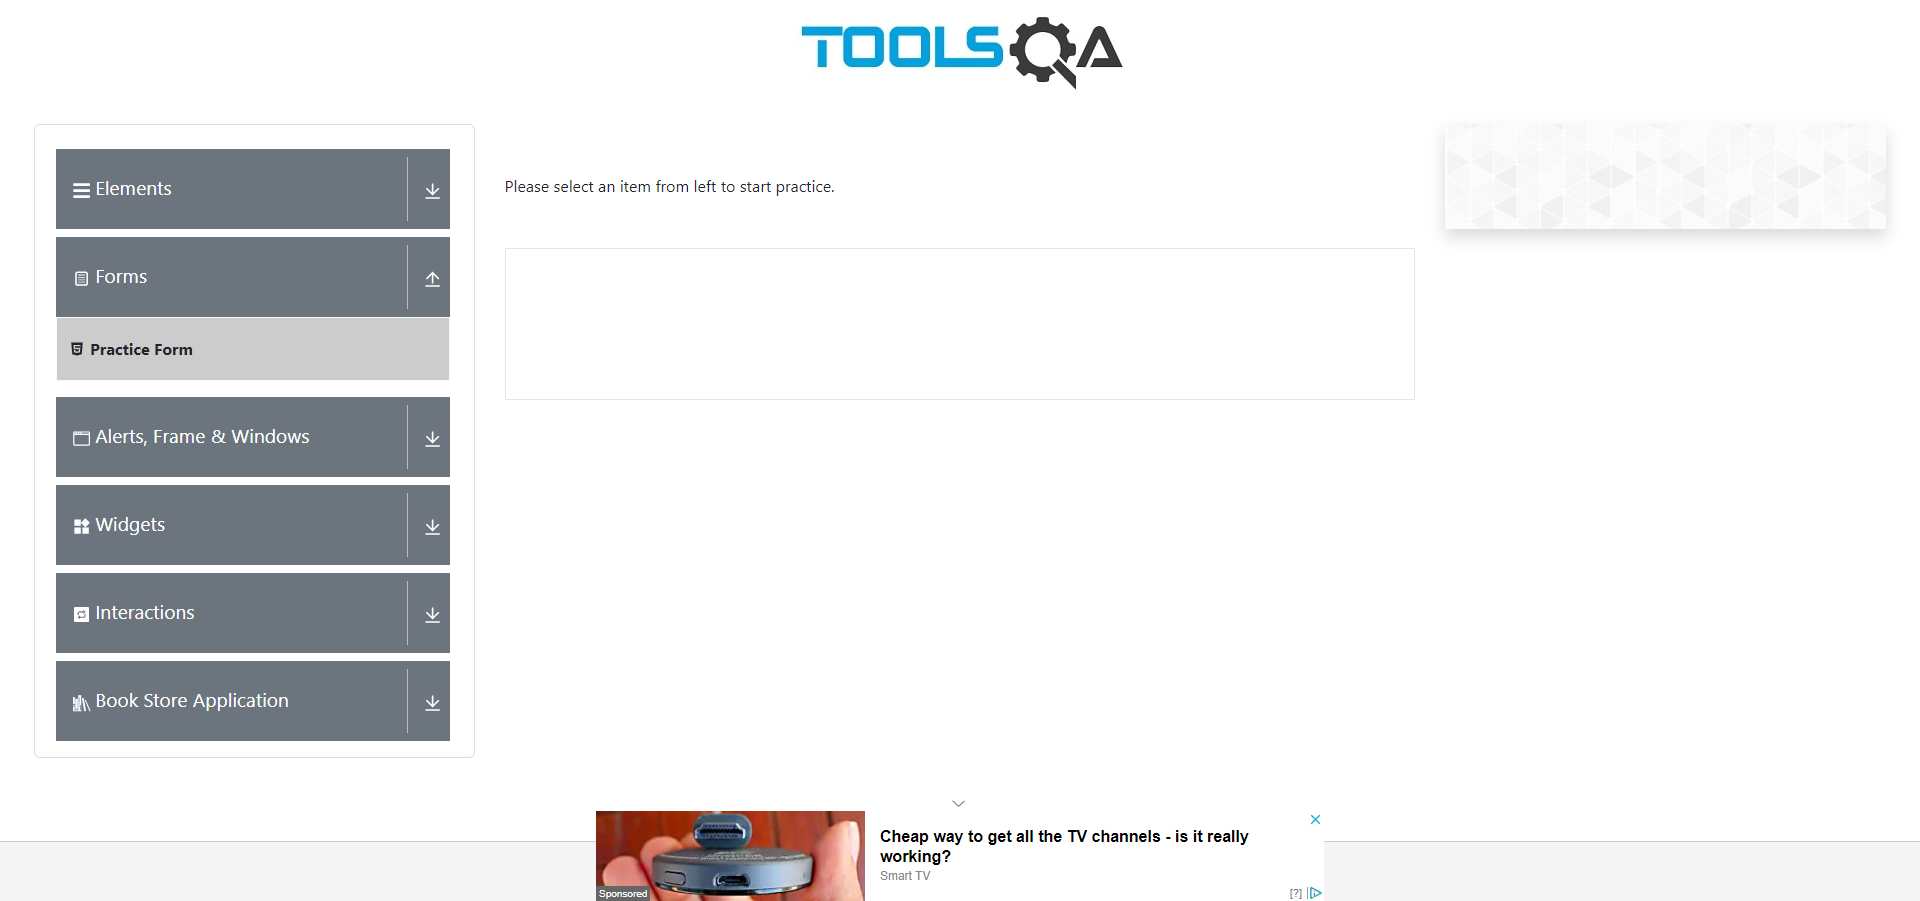 TOOLSQA
Elements
Forms
Practice Form
Alerts, Frame & Windows
Widgets
Interactions
Book Store Application
Please select an item from left to start practice.
Cheap way to get all the TV channels - is it really
working?
Smart TV
Sponsored
[?]